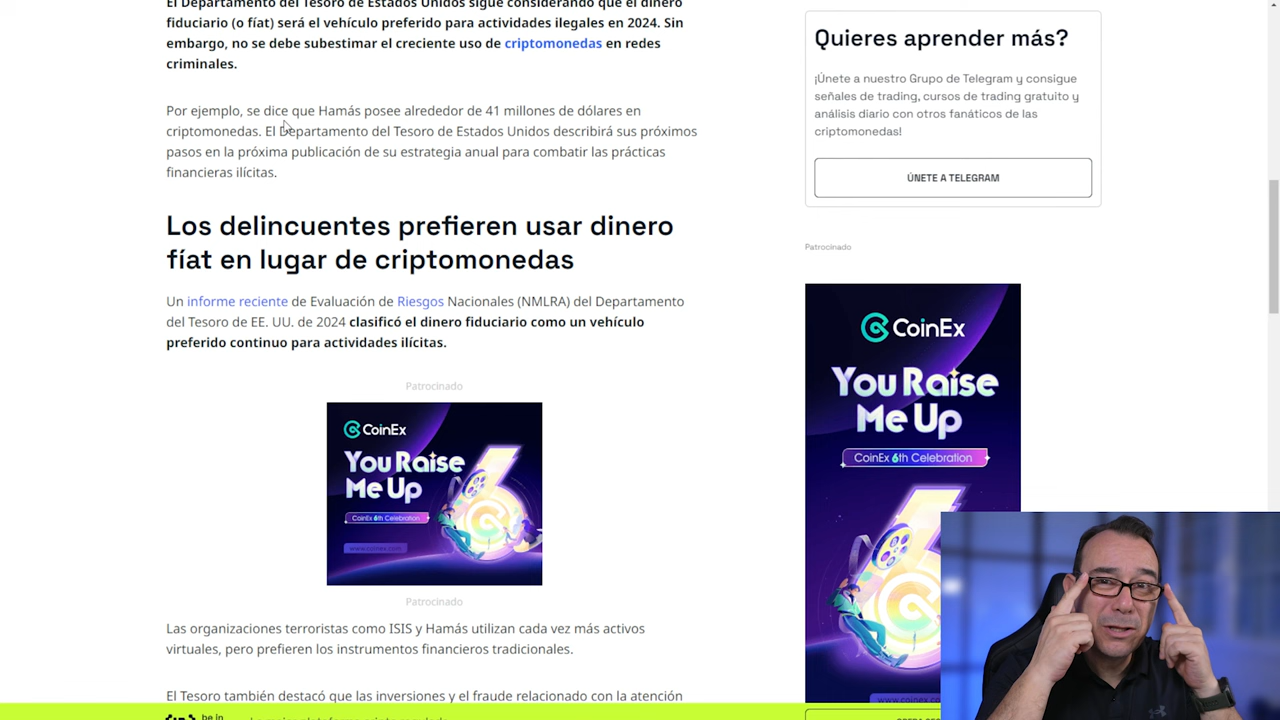 El Departamento del Tesoro de Estados Unidos sigue considerando que el dinero
fiduciario (o fíat) será el vehículo preferido para actividades ilegales en 2024. Sin
embargo, no se debe subestimar el creciente uso de criptomonedas en redes
criminales.
Por ejemplo, se dice que Hamás posee alrededor de 41 millones de dólares en
criptomonedas. El Departamento del Tesoro de Estados Unidos describirá sus próximos
pasos en la próxima publicación de su estrategia anual para combatir las prácticas
financieras ilícitas.
Los delincuentes prefieren usar dinero
fíat en lugar de criptomonedas
Un informe reciente de Evaluación de Riesgos Nacionales (NMLRA) del Departamento
del Tesoro de EE. UU. de 2024 clasificó el dinero fiduciario como un vehículo
preferido continuo para actividades ilícitas.
Patrocinado
CoinEx
You Raise
Me Up
CoinEx 6th Celebration
www.coinex.com
Patrocinado
Las organizaciones terroristas como ISIS y Hamás utilizan cada vez más activos
virtuales, pero prefieren los instrumentos financieros tradicionales.
El Tesoro también destacó que las inversiones y el fraude relacionado con la atención
be in
Quieres aprender más?
¡Únete a nuestro Grupo de Telegram y consigue
señales de trading, cursos de trading gratuito y
análisis diario con otros fanáticos de las
criptomonedas!
ÚNETE A TELEGRAM
Patrocinado
CoinEx
You Raise
Me Up
CoinEx 6th Celebration